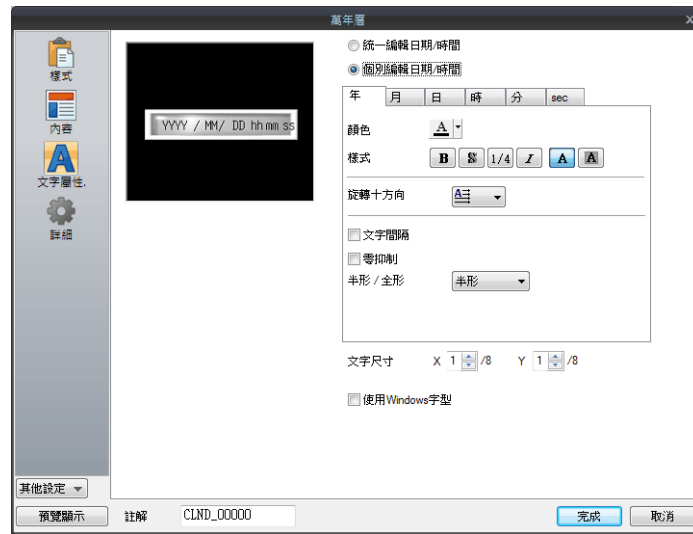 萬年曆
x
樣式
內容
文字屬性.
詳細
其他設定
預覽顯示
YYYY / MM/ DD hh mm ss
統一編輯日期/時間
個別編輯日期/時間
年 月 日 時 分 sec
顏色 A
樣式 B S 1/4 I A A
旋轉十方向 A
文字間隔
零抑制
半形 / 全形 半形
文字尺寸 X 1 /8 Y 1 /8
使用Windows字型
註解 CLND_00000
完成 取消